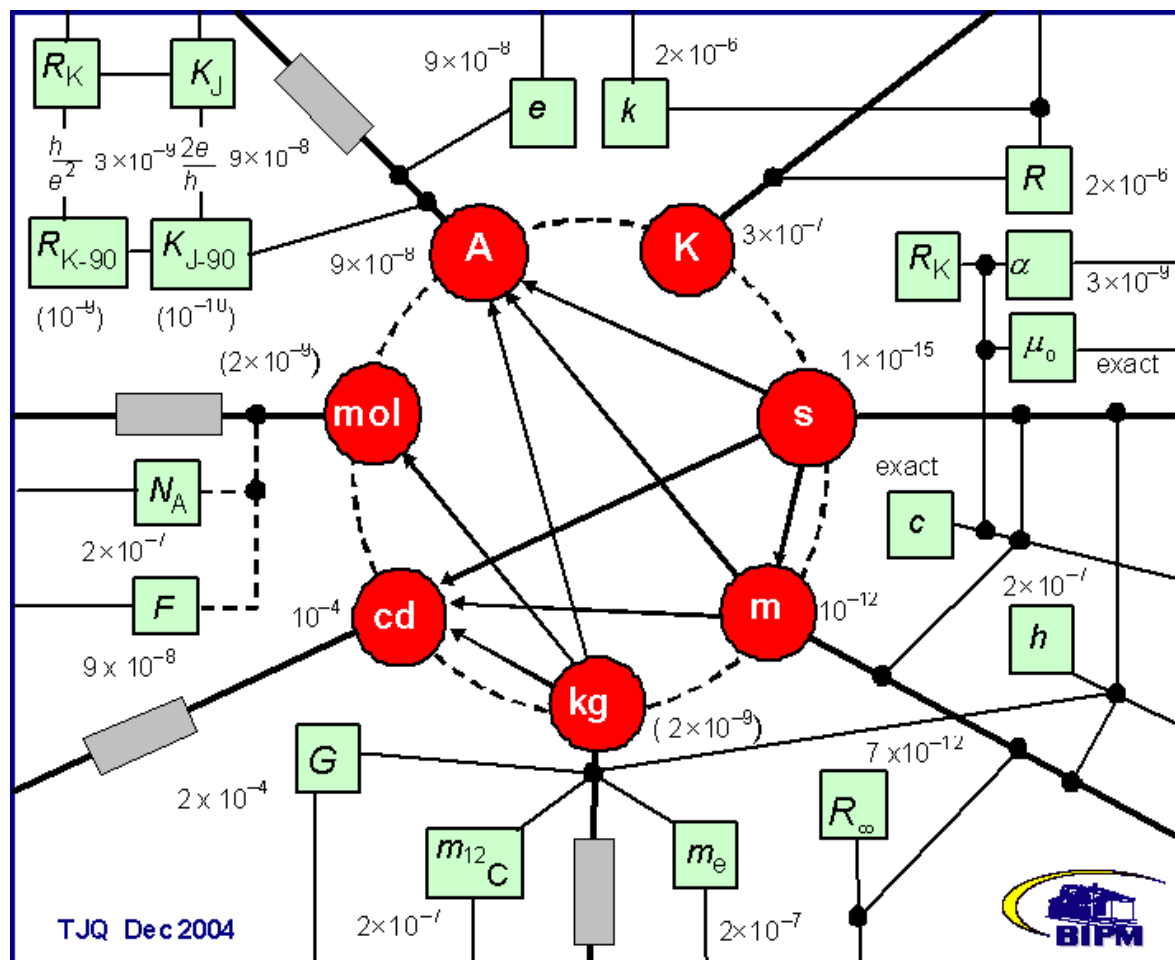 R_K
K_J
9×10⁻⁸
e
2×10⁻⁶
k
h/e²
3×10⁻⁹
2e/h
9×10⁻⁸
R
2×10⁻⁶
R_K-90
K_J-90
(10⁻⁹)
(10⁻¹⁰)
A
9×10⁻⁸
K
3×10⁻⁷
R_K
α
3×10⁻⁹
μ_o
exact
(2×10⁻⁹)
mol
s
1×10⁻¹⁵
N_A
2×10⁻⁷
F
9 x 10⁻⁸
exact
c
2×10⁻⁷
h
cd
10⁻⁴
m
10⁻¹²
kg
( 2×10⁻⁹)
7 x10⁻¹²
G
2 x 10⁻⁴
m₁₂C
2×10⁻⁷
m_e
2×10⁻⁷
R_∞
TJQ Dec 2004
BIPM